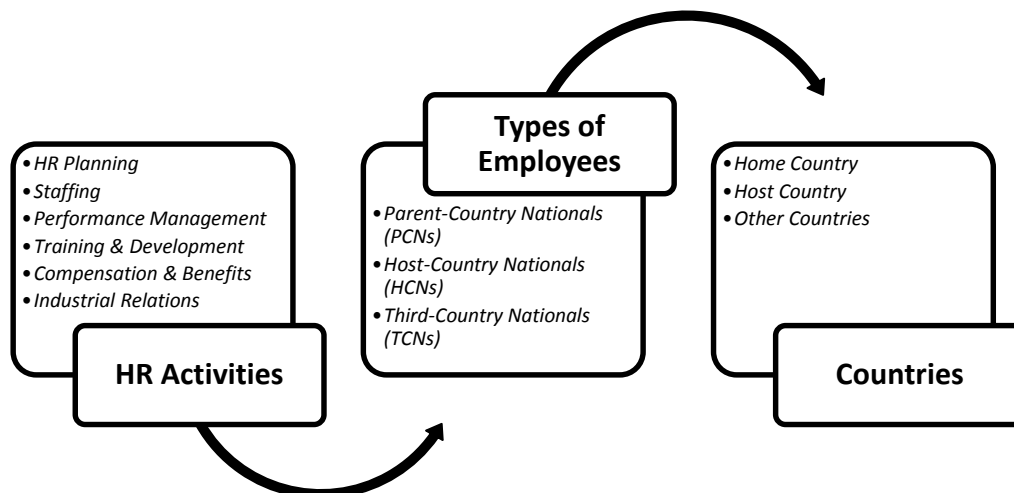 • HR Planning
• Staffing
• Performance Management
• Training & Development
• Compensation & Benefits
• Industrial Relations
HR Activities
Types of
Employees
• Parent-Country Nationals
(PCNs)
• Host-Country Nationals
(HCNs)
• Third-Country Nationals
(TCNs)
• Home Country
• Host Country
• Other Countries
Countries